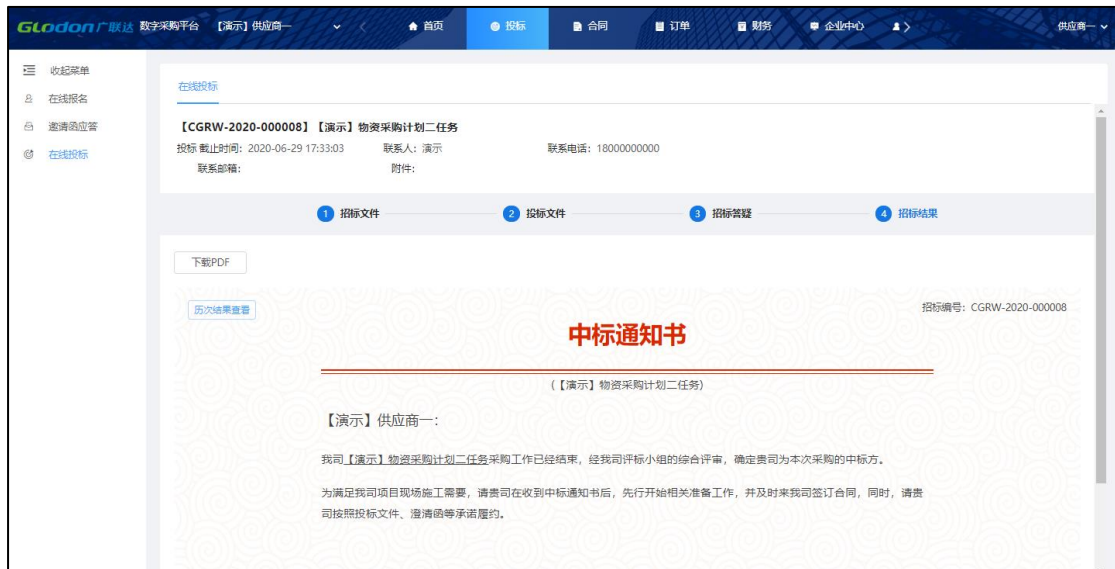 Glodon广联达 数字采购平台 【演示】供应商一 首页 投标 合同 订单 财务 企业中心 供应商一
收起菜单
在线报名
邀请函应答
在线投标
在线投标
【CGRW-2020-000008】【演示】物资采购计划二任务
投标截止时间: 2020-06-29 17:33:03 联系人: 演示 联系电话: 18000000000
联系邮箱: 附件:
1 招标文件 2 投标文件 3 招标答疑 4 招标结果
下载PDF
历次结果查看 招标编号: CGRW-2020-000008
中标通知书
(【演示】物资采购计划二任务)
【演示】供应商一:
我司【演示】物资采购计划二任务采购工作已经结束，经我司评标小组的综合评审，确定贵司为本次采购的中标方。
为满足我司项目现场施工需要，请贵司在收到中标通知书后，先行开始相关准备工作，并及时来我司签订合同，同时，请贵
司按照投标文件、澄清函等承诺履约。